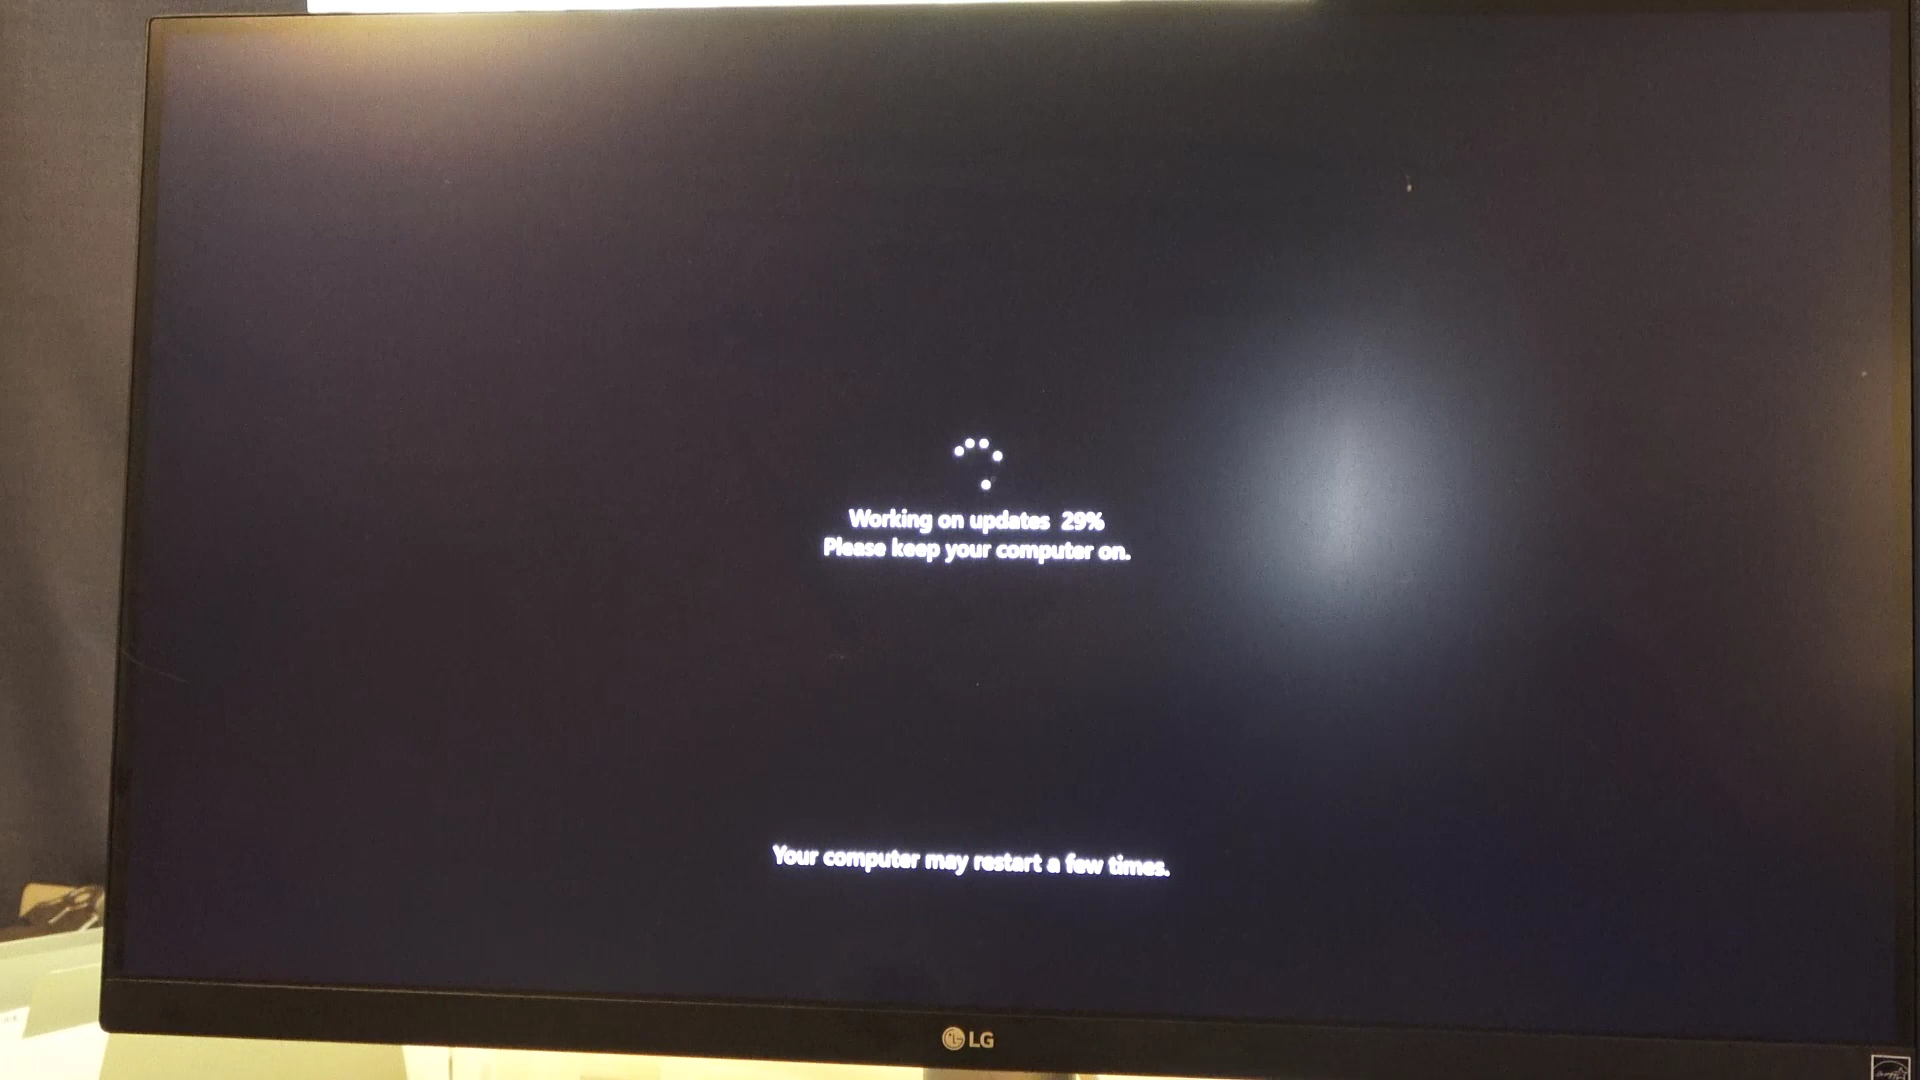 Working on updates 29%
Please keep your computer on.
Your computer may restart a few times.
LG